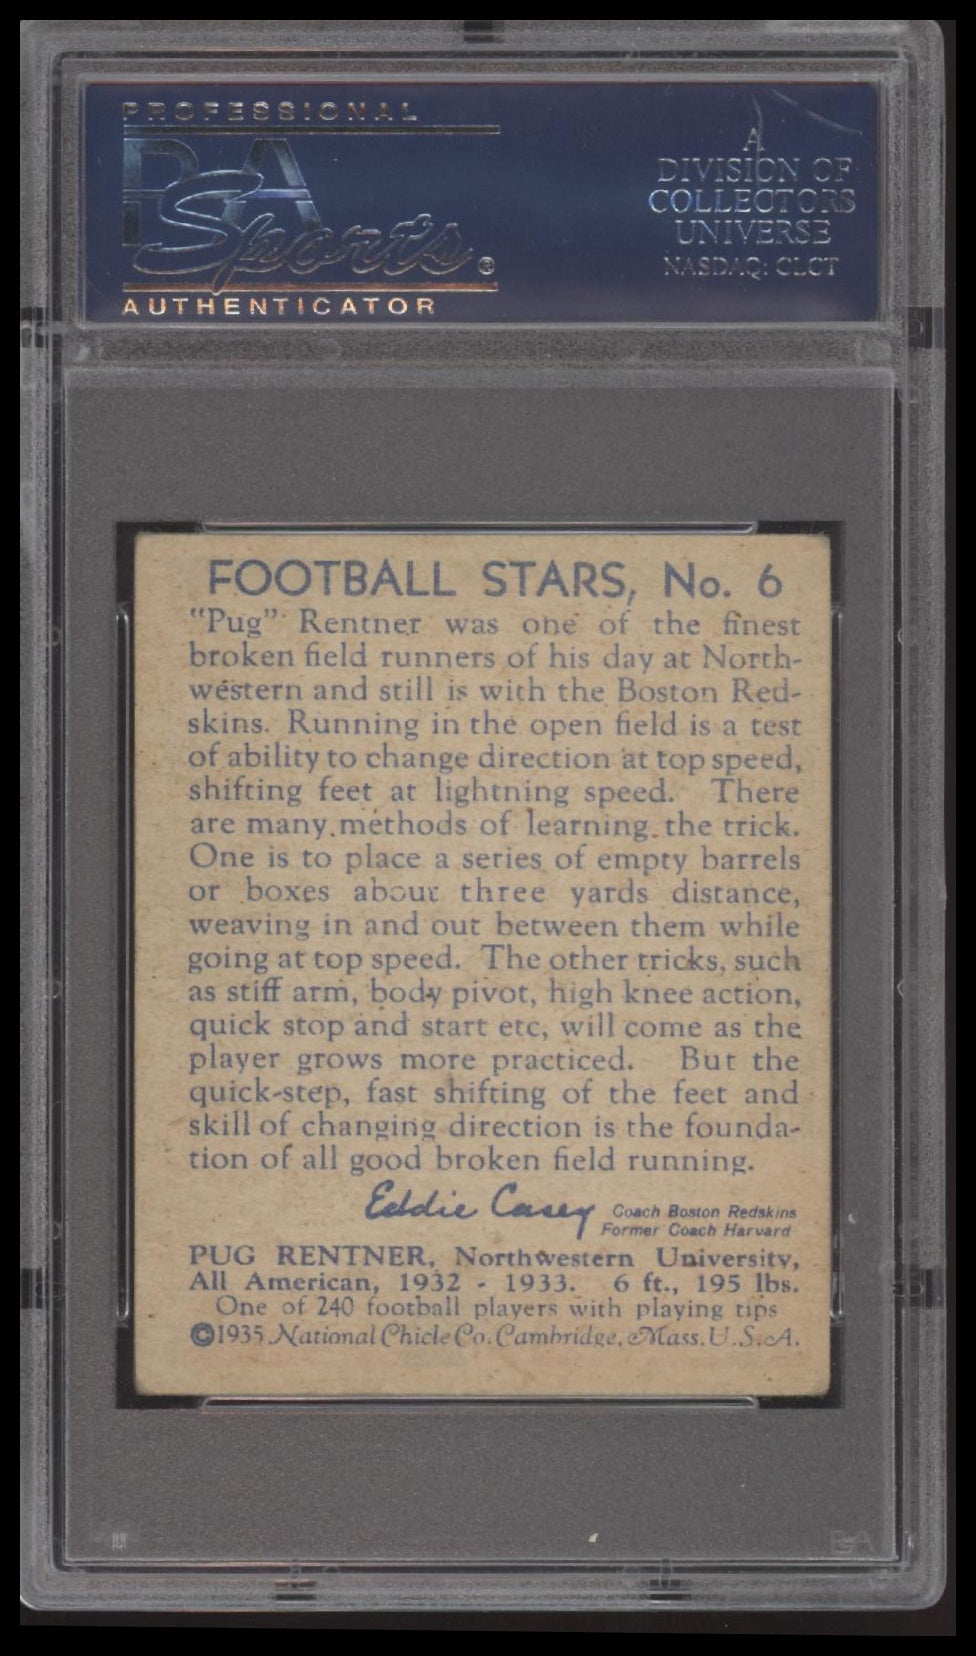 PROFESSIONAL
PSA
Sports®
AUTHENTICATOR
A
DIVISION OF
COLLECTORS
UNIVERSE
NASDAQ: CLCT
FOOTBALL STARS, No. 6
"Pug" Rentner was one of the finest
broken field runners of his day at North-
western and still is with the Boston Red-
skins. Running in the open field is a test
of ability to change direction at top speed,
shifting feet at lightning speed. There
are many methods of learning the trick.
One is to place a series of empty barrels
or boxes about three yards distance,
weaving in and out between them while
going at top speed. The other tricks, such
as stiff arm, body pivot, high knee action,
quick stop and start etc, will come as the
player grows more practiced. But the
quick-step, fast shifting of the feet and
skill of changing direction is the founda-
tion of all good broken field running.
Eddie Casey Coach Boston Redskins
Former Coach Harvard
PUG RENTNER, Northwestern University,
All American, 1932 - 1933. 6 ft., 195 lbs.
One of 240 football players with playing tips
©1935 National Chicle Co. Cambridge, Mass. U.S.A.
PSA